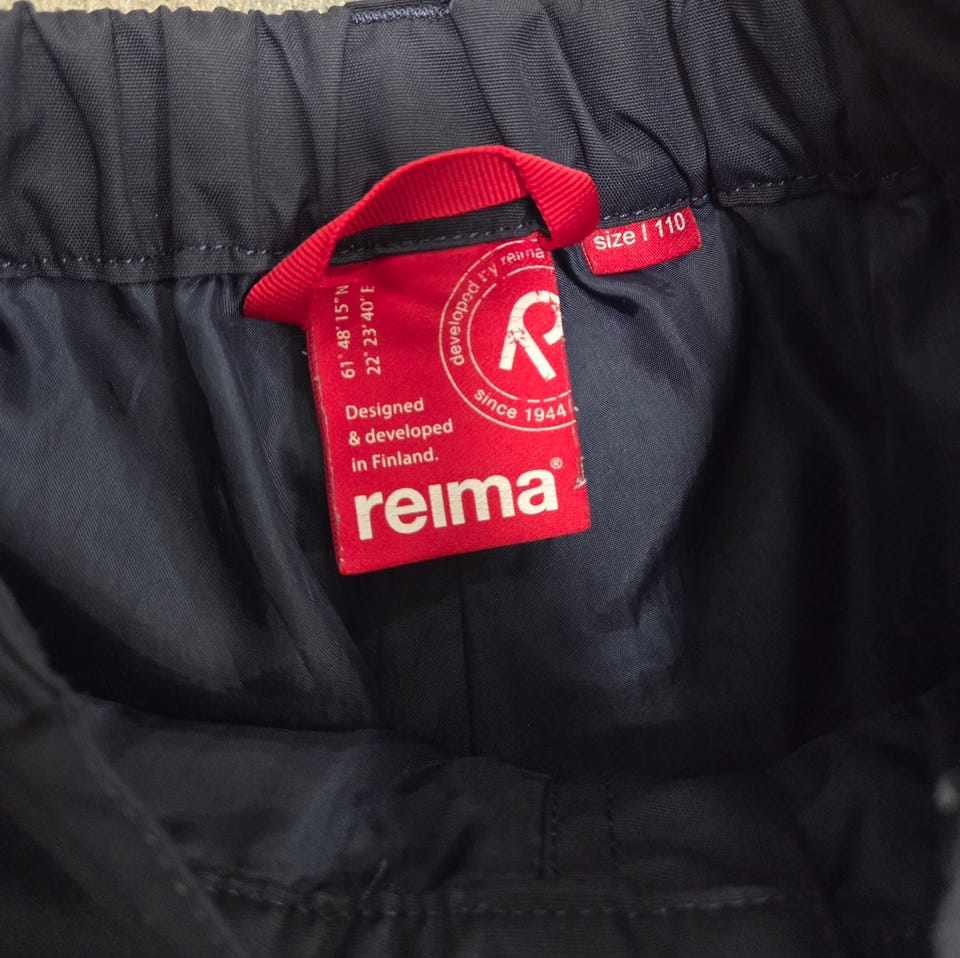 size | 110
developed by reima
R
since 1944
61° 48' 15" N
22° 23' 40" E
Designed
& developed
in Finland.
reima®